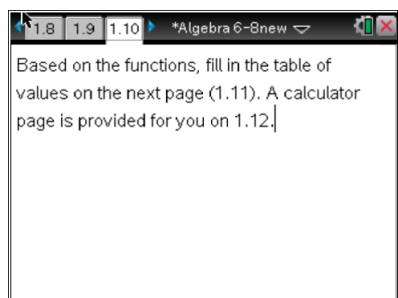 1.8 1.9 1.10 *Algebra 6-8new
Based on the functions, fill in the table of
values on the next page (1.11). A calculator
page is provided for you on 1.12.